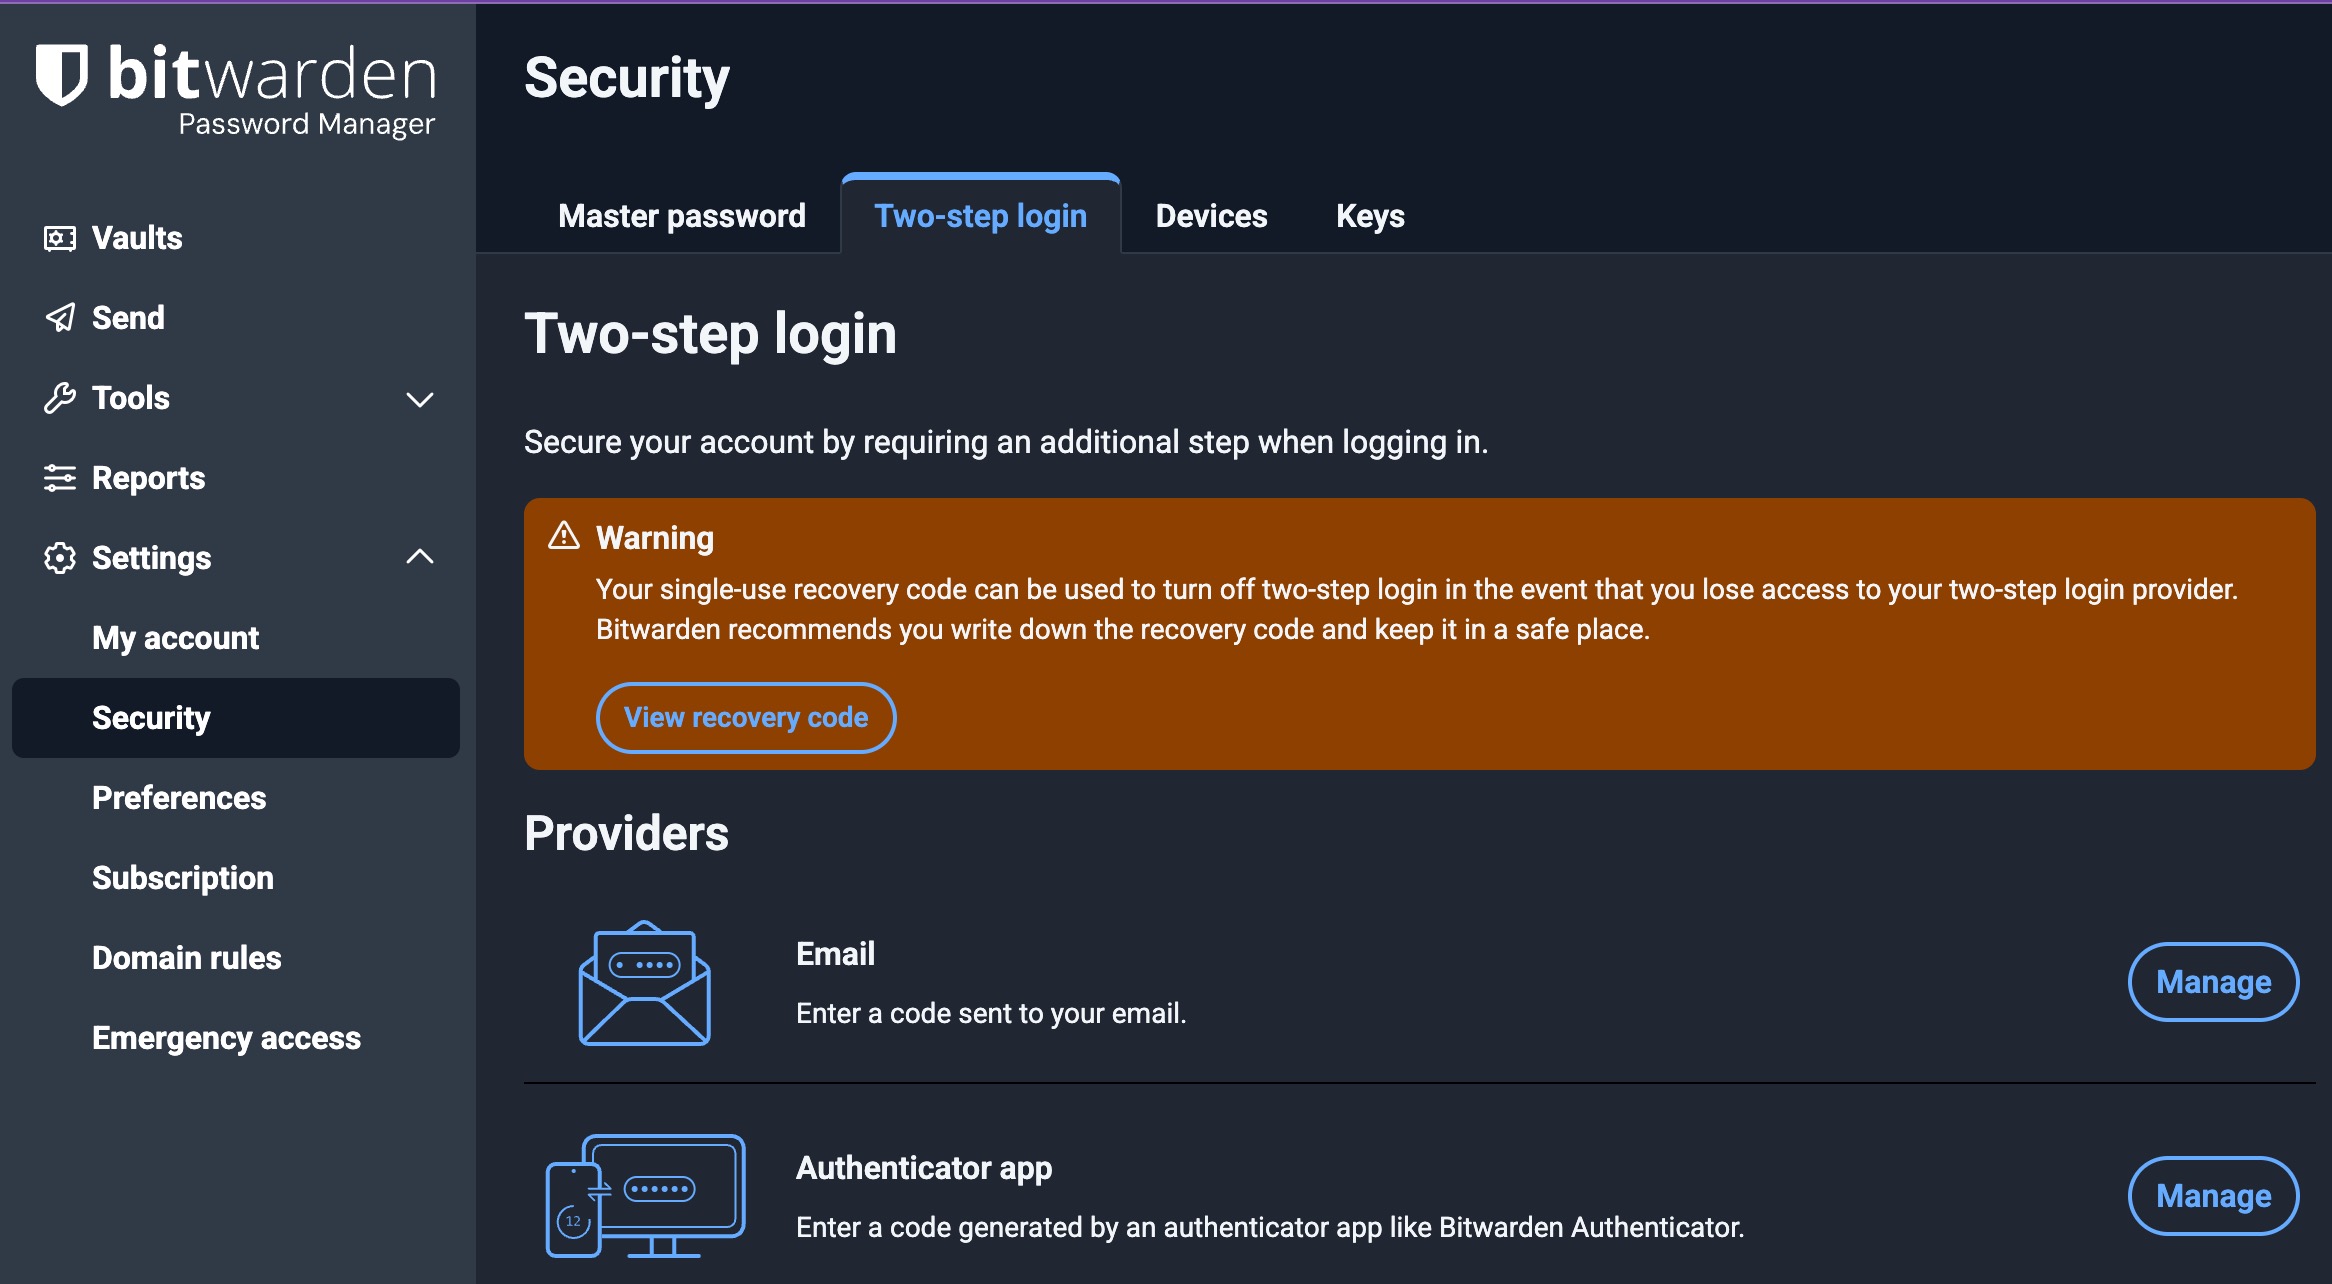 bitwarden
Password Manager
Vaults
Send
Tools
Reports
Settings
My account
Security
Preferences
Subscription
Domain rules
Emergency access
Security
Master password
Two-step login
Devices
Keys
Two-step login
Secure your account by requiring an additional step when logging in.
Warning
Your single-use recovery code can be used to turn off two-step login in the event that you lose access to your two-step login provider.
Bitwarden recommends you write down the recovery code and keep it in a safe place.
View recovery code
Providers
Email
Enter a code sent to your email.
Manage
12
Authenticator app
Enter a code generated by an authenticator app like Bitwarden Authenticator.
Manage